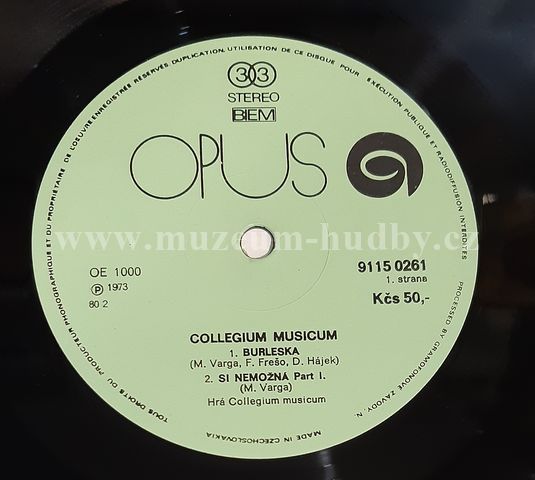 TOUS DROITS DU PRODUCTEUR PHONOGRAPHIQUE ET DU PROPRIETAIRE DE L'OEUVRE ENREGISTRÉE RÉSERVÉS. DUPLICATION, UTILISATION DE CE DISQUE POUR EXÉCUTION PUBLIQUE ET RADIODIFFUSION INTERDITES
PROCESSED BY GRAMOFONOVÉ ZÁVODY, N.
33
STEREO
BIEM
OPUS
www.muzeum-hudby.cz
OE 1000
9115 0261
1. strana
℗ 1973
80 2
Kčs 50,-
COLLEGIUM MUSICUM
1. BURLESKA
(M. Varga, F. Frešo, D. Hájek)
2. SI NEMOŽNÁ Part I.
(M. Varga)
Hrá Collegium musicum
MADE IN CZECHOSLOVAKIA